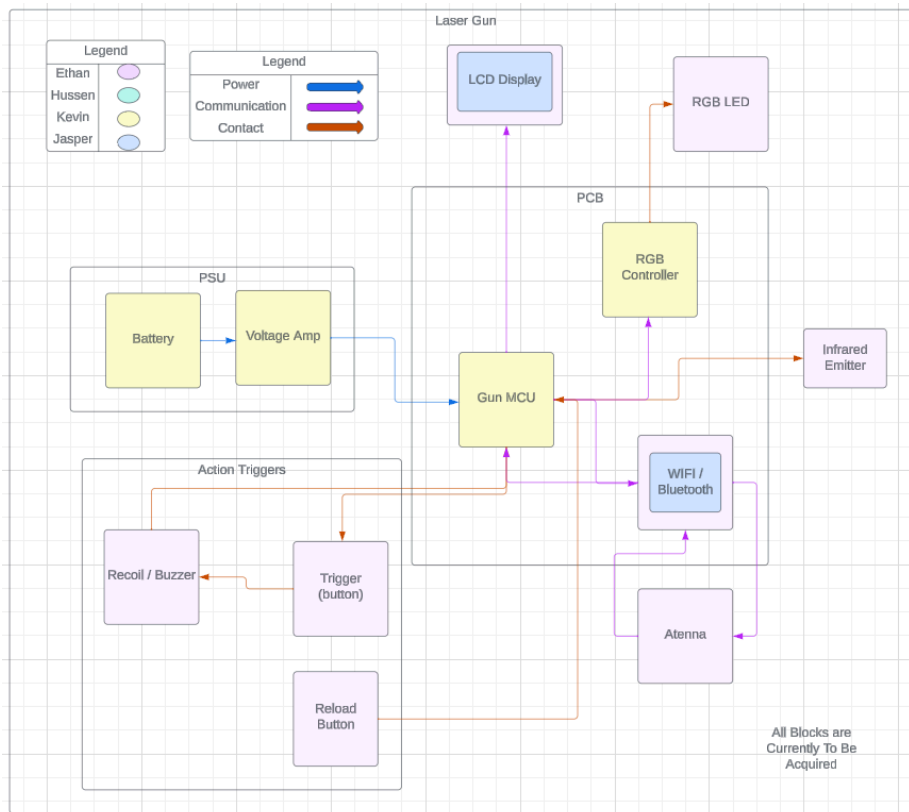 Laser Gun
Legend
Ethan
Hussen
Kevin
Jasper
Legend
Power
Communication
Contact
LCD Display
RGB LED
PCB
RGB
Controller
PSU
Battery
Voltage Amp
Gun MCU
Infrared
Emitter
Action Triggers
WIFI /
Bluetooth
Recoil / Buzzer
Trigger
(button)
Atenna
Reload
Button
All Blocks are
Currently To Be
Acquired